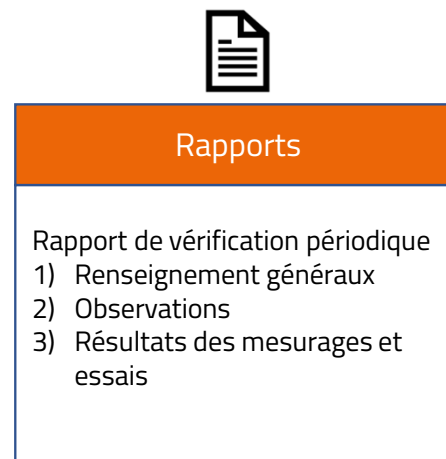 Rapports
Rapport de vérification périodique
1) Renseignement généraux
2) Observations
3) Résultats des mesurages et
essais